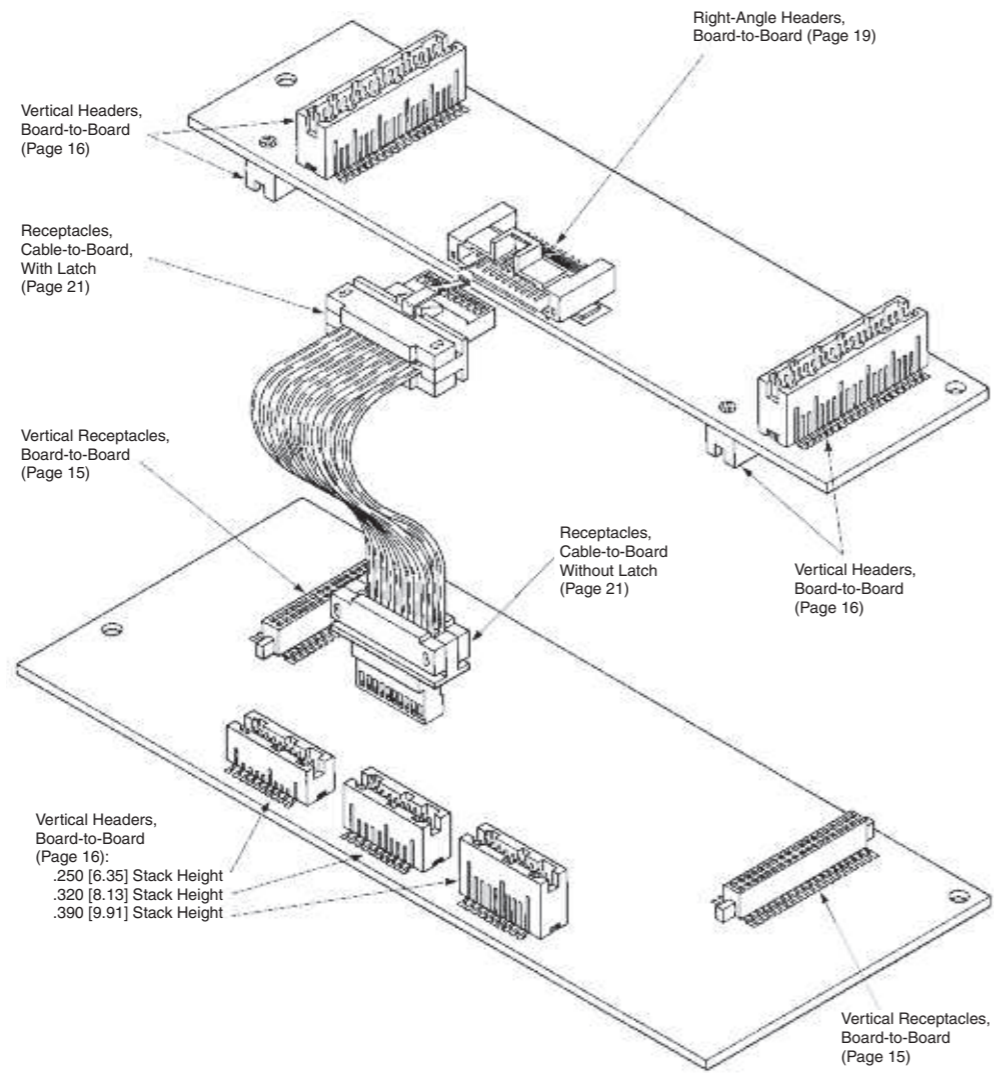 Right-Angle Headers,
Board-to-Board (Page 19)
Vertical Headers,
Board-to-Board
(Page 16)
Receptacles,
Cable-to-Board,
With Latch
(Page 21)
Vertical Receptacles,
Board-to-Board
(Page 15)
Receptacles,
Cable-to-Board
Without Latch
(Page 21)
Vertical Headers,
Board-to-Board
(Page 16)
Vertical Headers,
Board-to-Board
(Page 16):
.250 [6.35] Stack Height
.320 [8.13] Stack Height
.390 [9.91] Stack Height
Vertical Receptacles,
Board-to-Board
(Page 15)